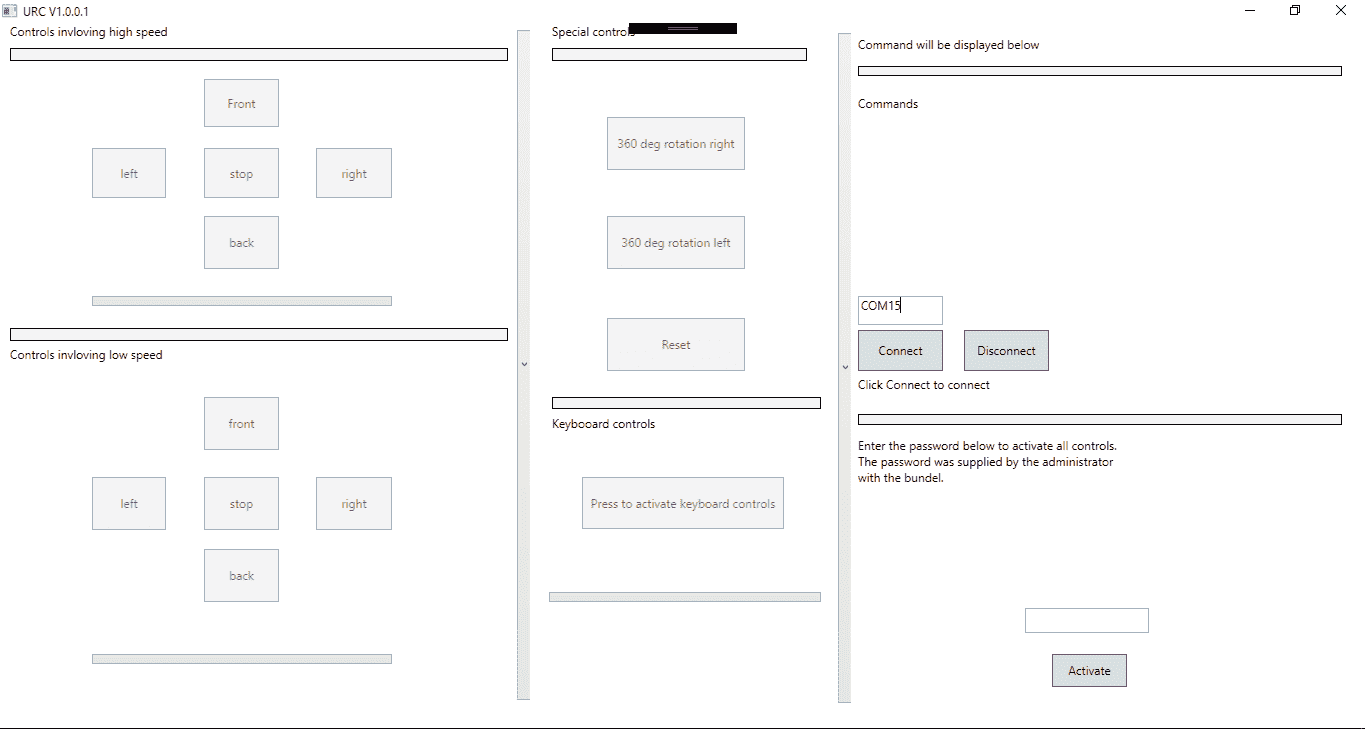 URC V1.0.0.1
Controls invloving high speed
Front
left
stop
right
back
Controls invloving low speed
front
left
stop
right
back
Special controls
360 deg rotation right
360 deg rotation left
Reset
Keybooard controls
Press to activate keyboard controls
Command will be displayed below
Commands
COM15
Connect
Disconnect
Click Connect to connect
Enter the password below to activate all controls.
The password was supplied by the administrator
with the bundel.
Activate